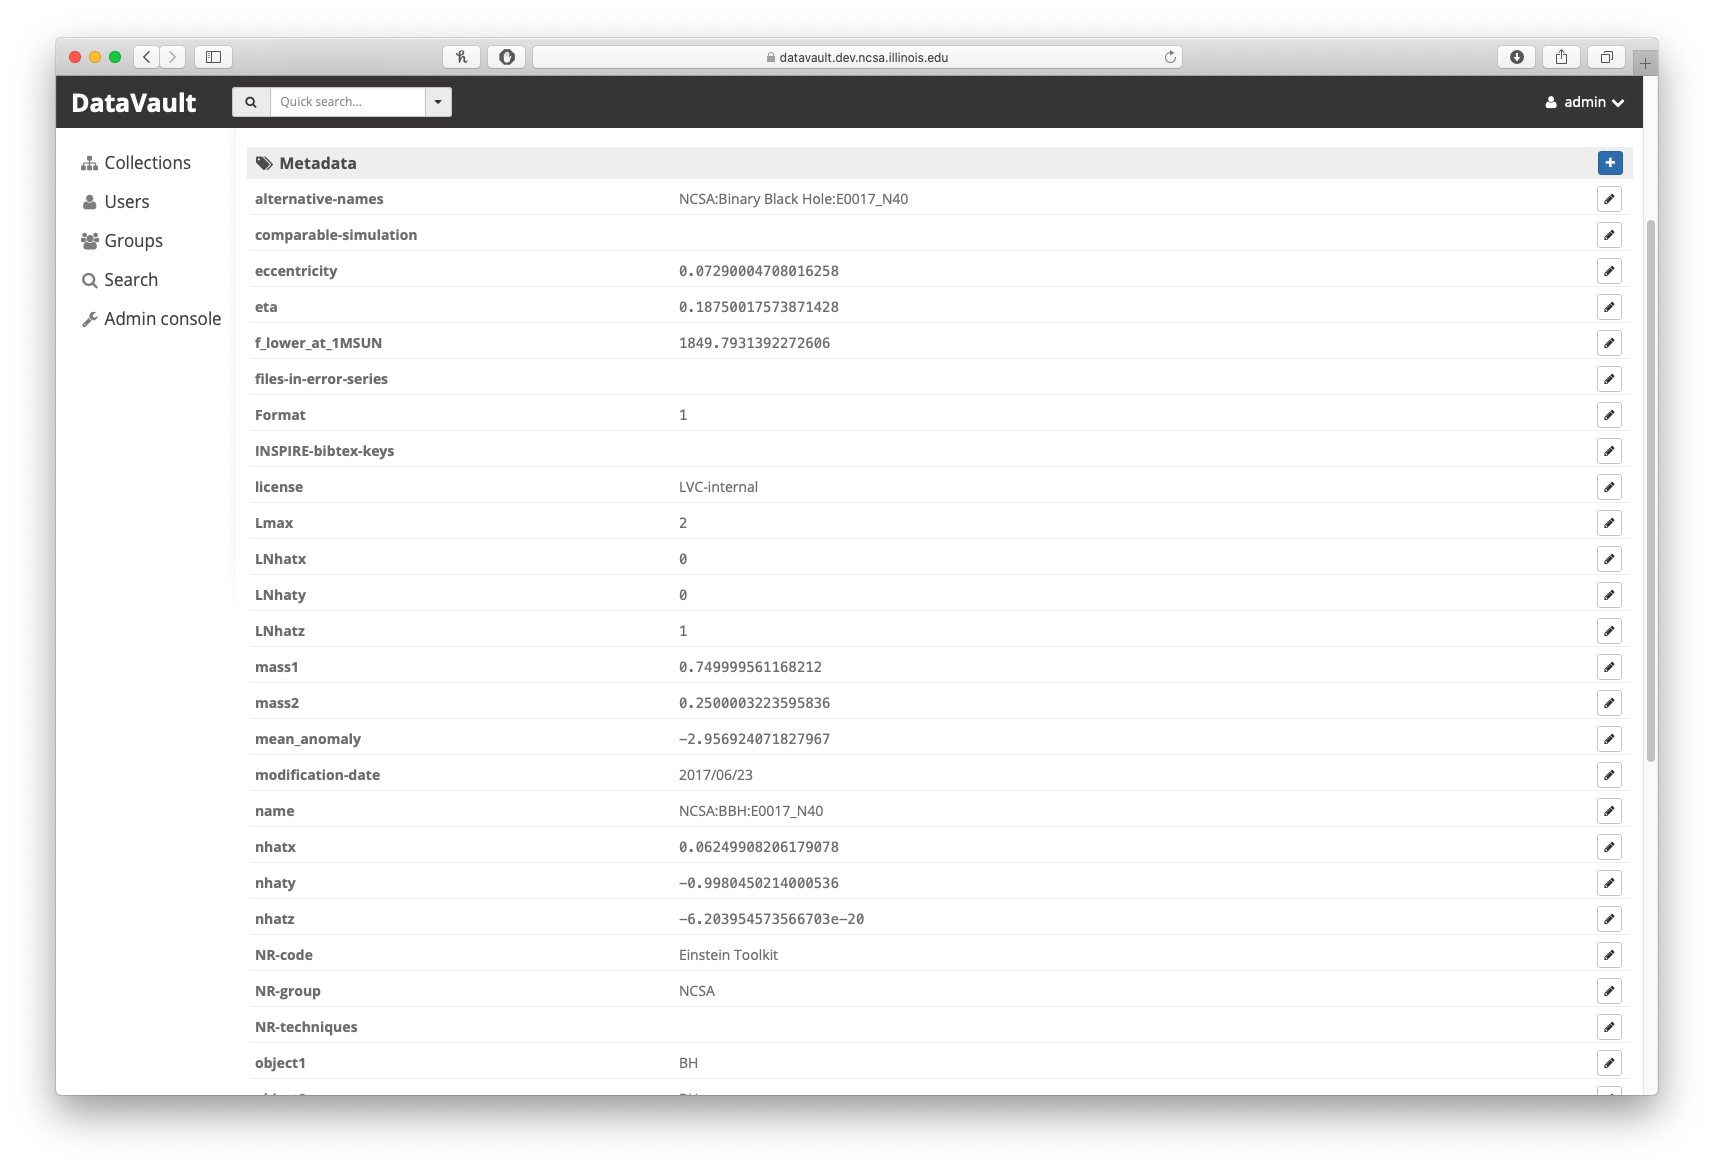 datavault.dev.ncsa.illinois.edu
DataVault
Quick search...
admin
Collections
Users
Groups
Search
Admin console
Metadata
alternative-names NCSA:Binary Black Hole:E0017_N40
comparable-simulation
eccentricity 0.07290004708016258
eta 0.18750017573871428
f_lower_at_1MSUN 1849.7931392272606
files-in-error-series
Format 1
INSPIRE-bibtex-keys
license LVC-internal
Lmax 2
LNhatx 0
LNhaty 0
LNhatz 1
mass1 0.749999561168212
mass2 0.2500003223595836
mean_anomaly -2.956924071827967
modification-date 2017/06/23
name NCSA:BBH:E0017_N40
nhatx 0.06249908206179078
nhaty -0.9980450214000536
nhatz -6.203954573566703e-20
NR-code Einstein Toolkit
NR-group NCSA
NR-techniques
object1 BH